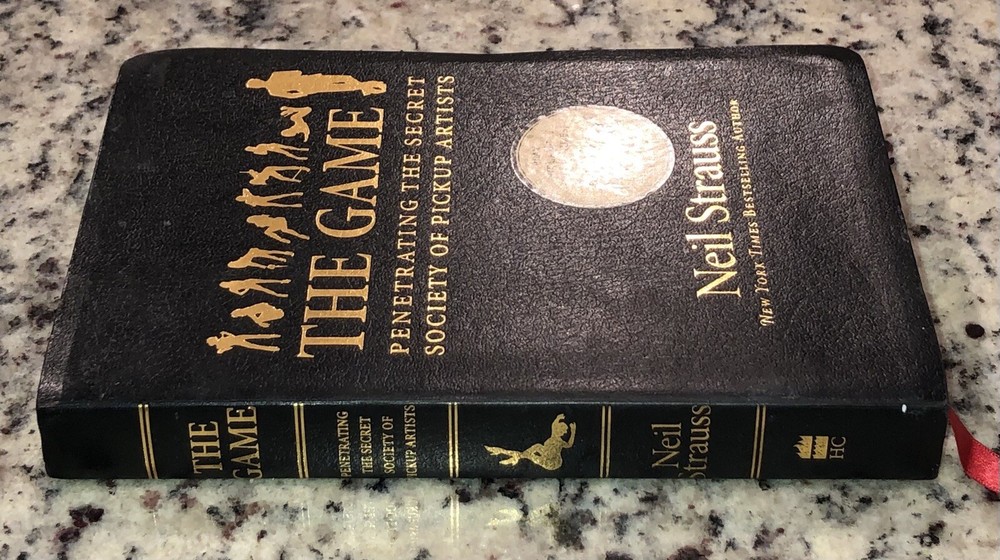 THE GAME
PENETRATING THE SECRET
SOCIETY OF PICKUP ARTISTS
Neil Strauss
NEW YORK TIMES BESTSELLING AUTHOR
THE
GAME
PENETRATING
THE SECRET
SOCIETY OF
PICKUP ARTISTS
Neil
Strauss
HC